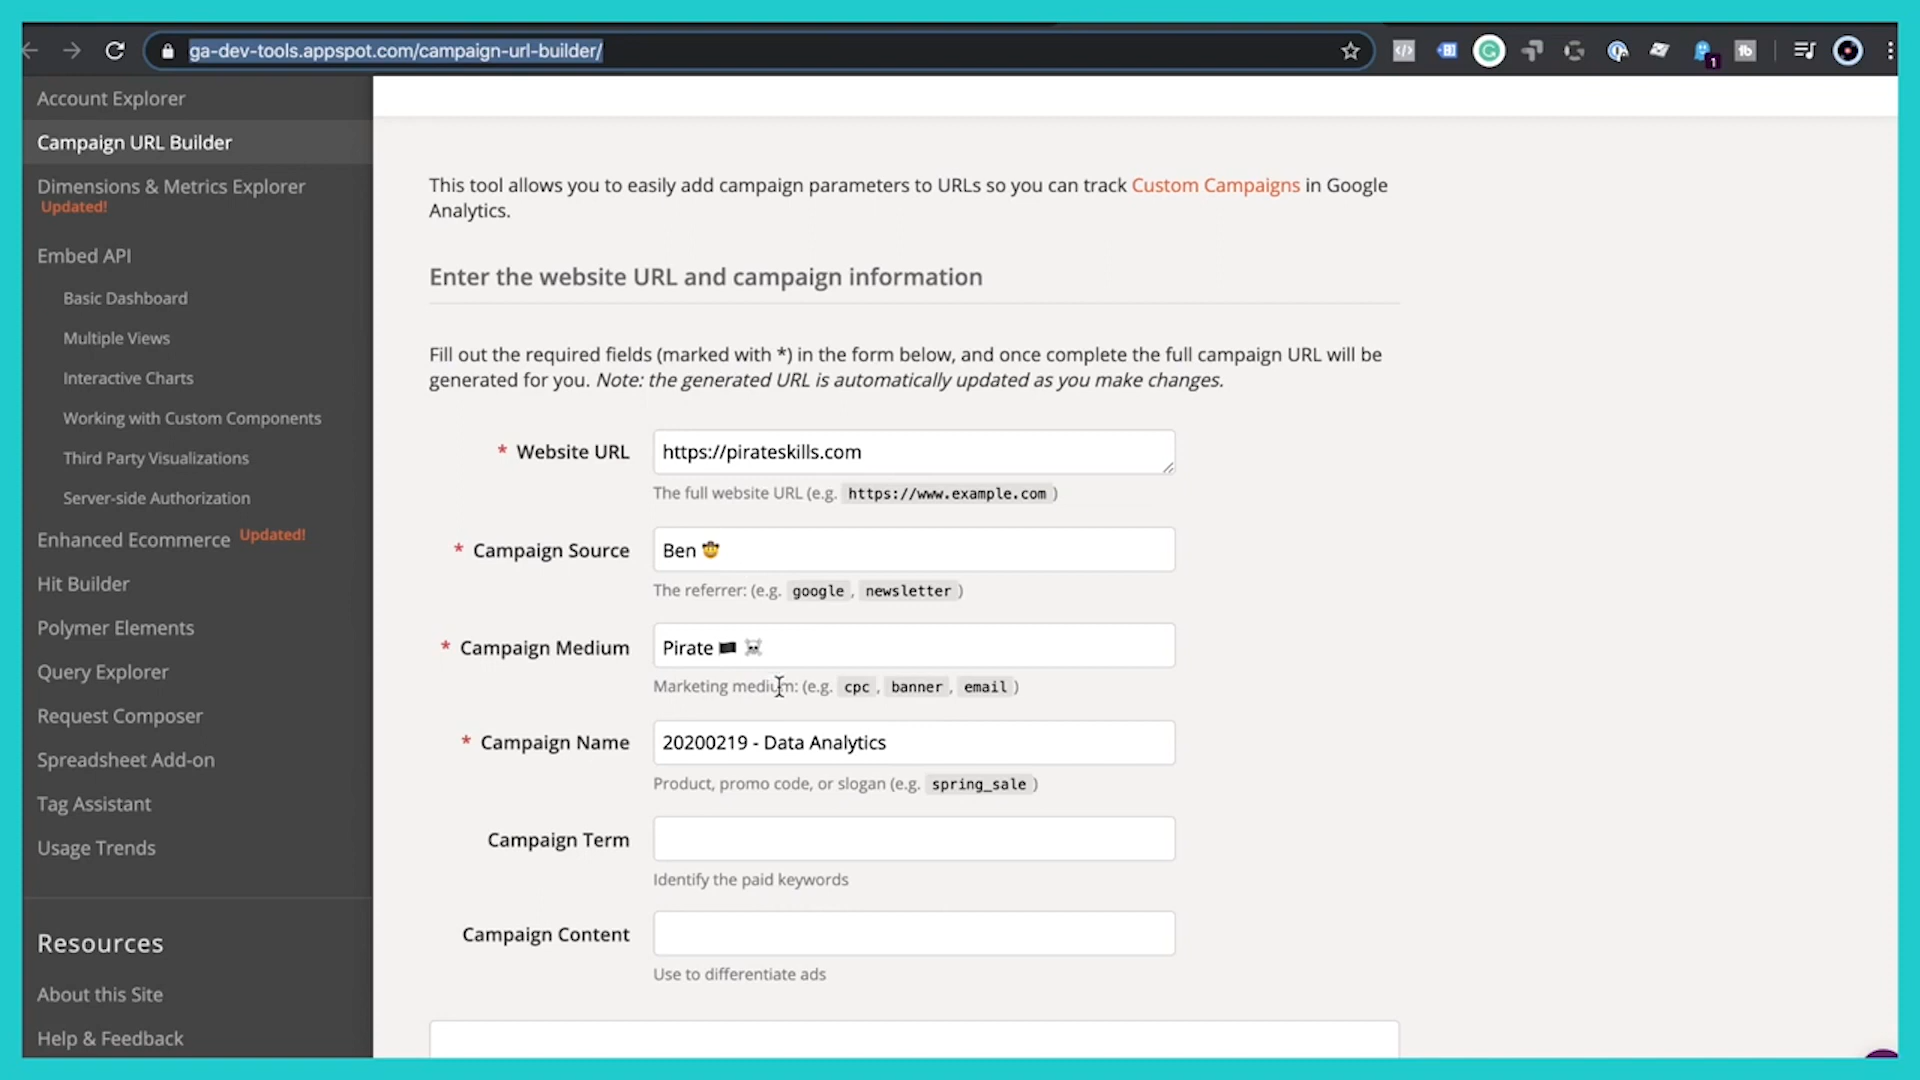 ga-dev-tools.appspot.com/campaign-url-builder/
1
Account Explorer
Campaign URL Builder
Dimensions & Metrics Explorer
Updated!
Embed API
Basic Dashboard
Multiple Views
Interactive Charts
Working with Custom Components
Third Party Visualizations
Server-side Authorization
Enhanced Ecommerce Updated!
Hit Builder
Polymer Elements
Query Explorer
Request Composer
Spreadsheet Add-on
Tag Assistant
Usage Trends
Resources
About this Site
Help & Feedback
This tool allows you to easily add campaign parameters to URLs so you can track Custom Campaigns in Google
Analytics.
Enter the website URL and campaign information
Fill out the required fields (marked with *) in the form below, and once complete the full campaign URL will be
generated for you. Note: the generated URL is automatically updated as you make changes.
* Website URL https://pirateskills.com
The full website URL (e.g. https://www.example.com )
* Campaign Source Ben 🤠
The referrer: (e.g. google , newsletter )
* Campaign Medium Pirate 🏴 ☠️
Marketing medium: (e.g. cpc , banner , email )
* Campaign Name 20200219 - Data Analytics
Product, promo code, or slogan (e.g. spring_sale )
Campaign Term
Identify the paid keywords
Campaign Content
Use to differentiate ads